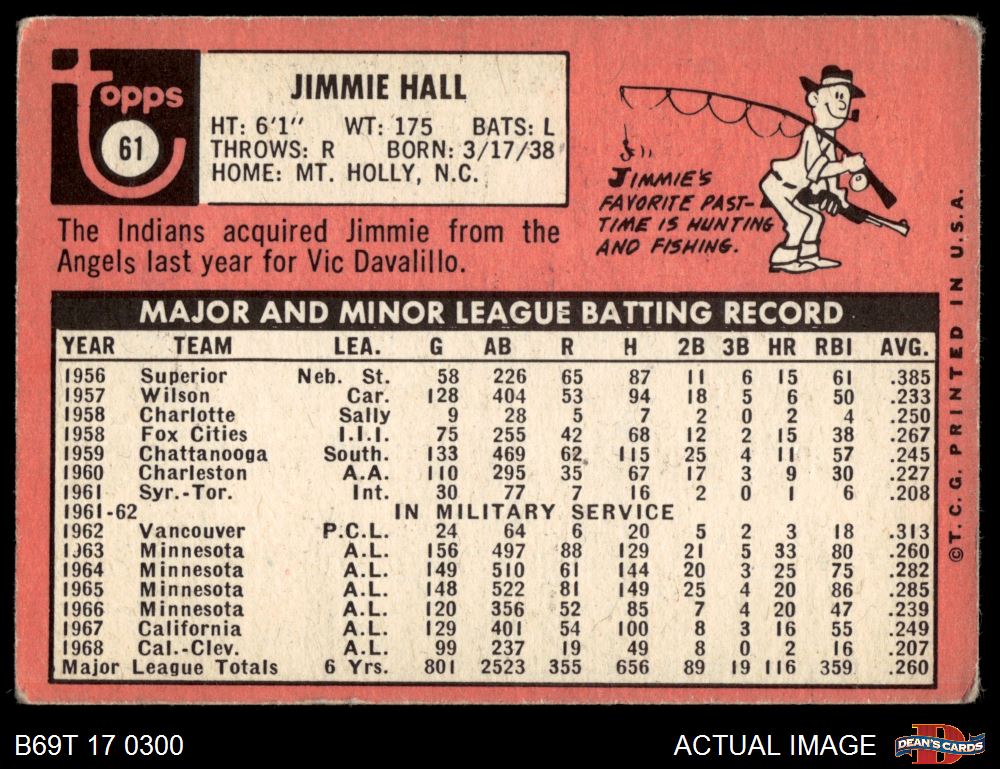 topps
61
JIMMIE HALL
HT: 6'1" WT: 175 BATS: L
THROWS: R BORN: 3/17/38
HOME: MT. HOLLY, N.C.
JIMMIE'S
FAVORITE PAST-
TIME IS HUNTING
AND FISHING.
The Indians acquired Jimmie from the
Angels last year for Vic Davalillo.
MAJOR AND MINOR LEAGUE BATTING RECORD
YEAR TEAM LEA. G AB R H 2B 3B HR RBI AVG.
1956 Superior Neb. St. 58 226 65 87 11 6 15 61 .385
1957 Wilson Car. 128 404 53 94 18 5 6 50 .233
1958 Charlotte Sally 9 28 5 7 2 0 2 4 .250
1958 Fox Cities I.I.I. 75 255 42 68 12 2 15 38 .267
1959 Chattanooga South. 133 469 62 115 25 4 11 57 .245
1960 Charleston A.A. 110 295 35 67 17 3 9 30 .227
1961 Syr.-Tor. Int. 30 77 7 16 2 0 1 6 .208
1961-62 IN MILITARY SERVICE
1962 Vancouver P.C.L. 24 64 6 20 5 2 3 18 .313
1963 Minnesota A.L. 156 497 88 129 21 5 33 80 .260
1964 Minnesota A.L. 149 510 61 144 20 3 25 75 .282
1965 Minnesota A.L. 148 522 81 149 25 4 20 86 .285
1966 Minnesota A.L. 120 356 52 85 7 4 20 47 .239
1967 California A.L. 129 401 54 100 8 3 16 55 .249
1968 Cal.-Clev. A.L. 99 237 19 49 8 0 2 16 .207
Major League Totals 6 Yrs. 801 2523 355 656 89 19 116 359 .260
©T.C.G. PRINTED IN U.S.A.
B69T 17 0300
ACTUAL IMAGE
D
DEAN'S CARDS